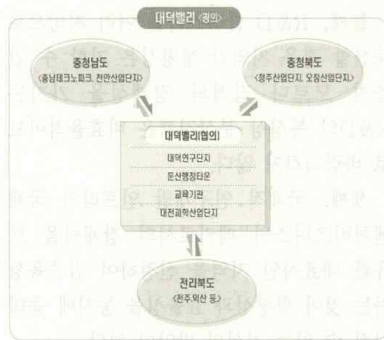 대덕밸리<광의>
충청남도
<충남테크노파크, 천안산업단지>
충청북도
<청주산업단지, 오창산업단지>
대덕밸리(협의)
대덕연구단지
둔산행정타운
교육기관
대전과학산업단지
전라북도
<전주,익산 등>